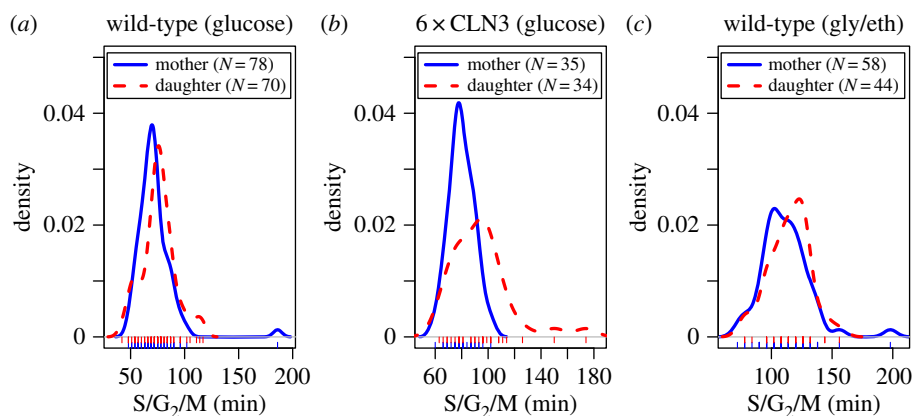 (a) wild-type (glucose)
mother (N = 78)
daughter (N = 70)
0.04
0.02
0
density
50 100 150 200
S/G₂/M (min)
(b) 6 × CLN3 (glucose)
mother (N = 35)
daughter (N = 34)
0.04
0.02
0
density
60 100 140 180
S/G₂/M (min)
(c) wild-type (gly/eth)
mother (N = 58)
daughter (N = 44)
0.04
0.02
0
density
100 150 200
S/G₂/M (min)